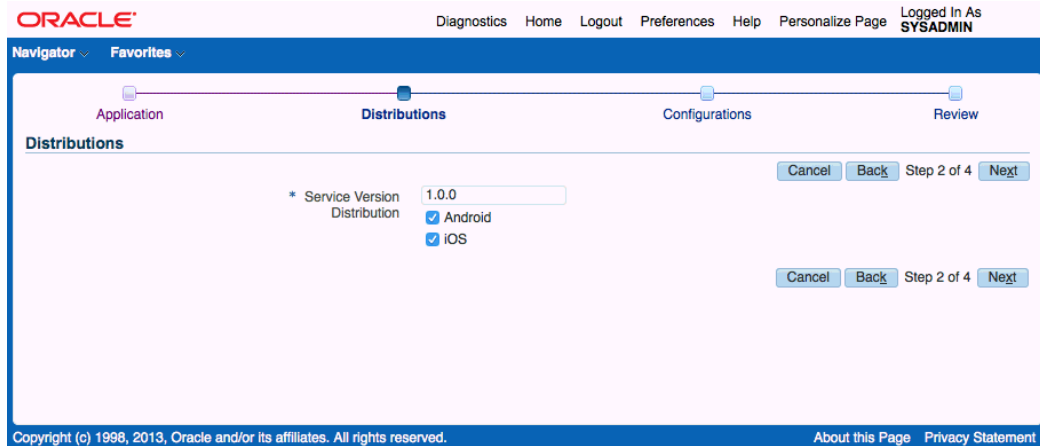 ORACLE
Diagnostics Home Logout Preferences Help Personalize Page Logged In As
SYSADMIN
Navigator Favorites
Application Distributions Configurations Review
Distributions
Cancel Back Step 2 of 4 Next
* Service Version 1.0.0
Distribution Android
iOS
Cancel Back Step 2 of 4 Next
Copyright (c) 1998, 2013, Oracle and/or its affiliates. All rights reserved. About this Page Privacy Statement